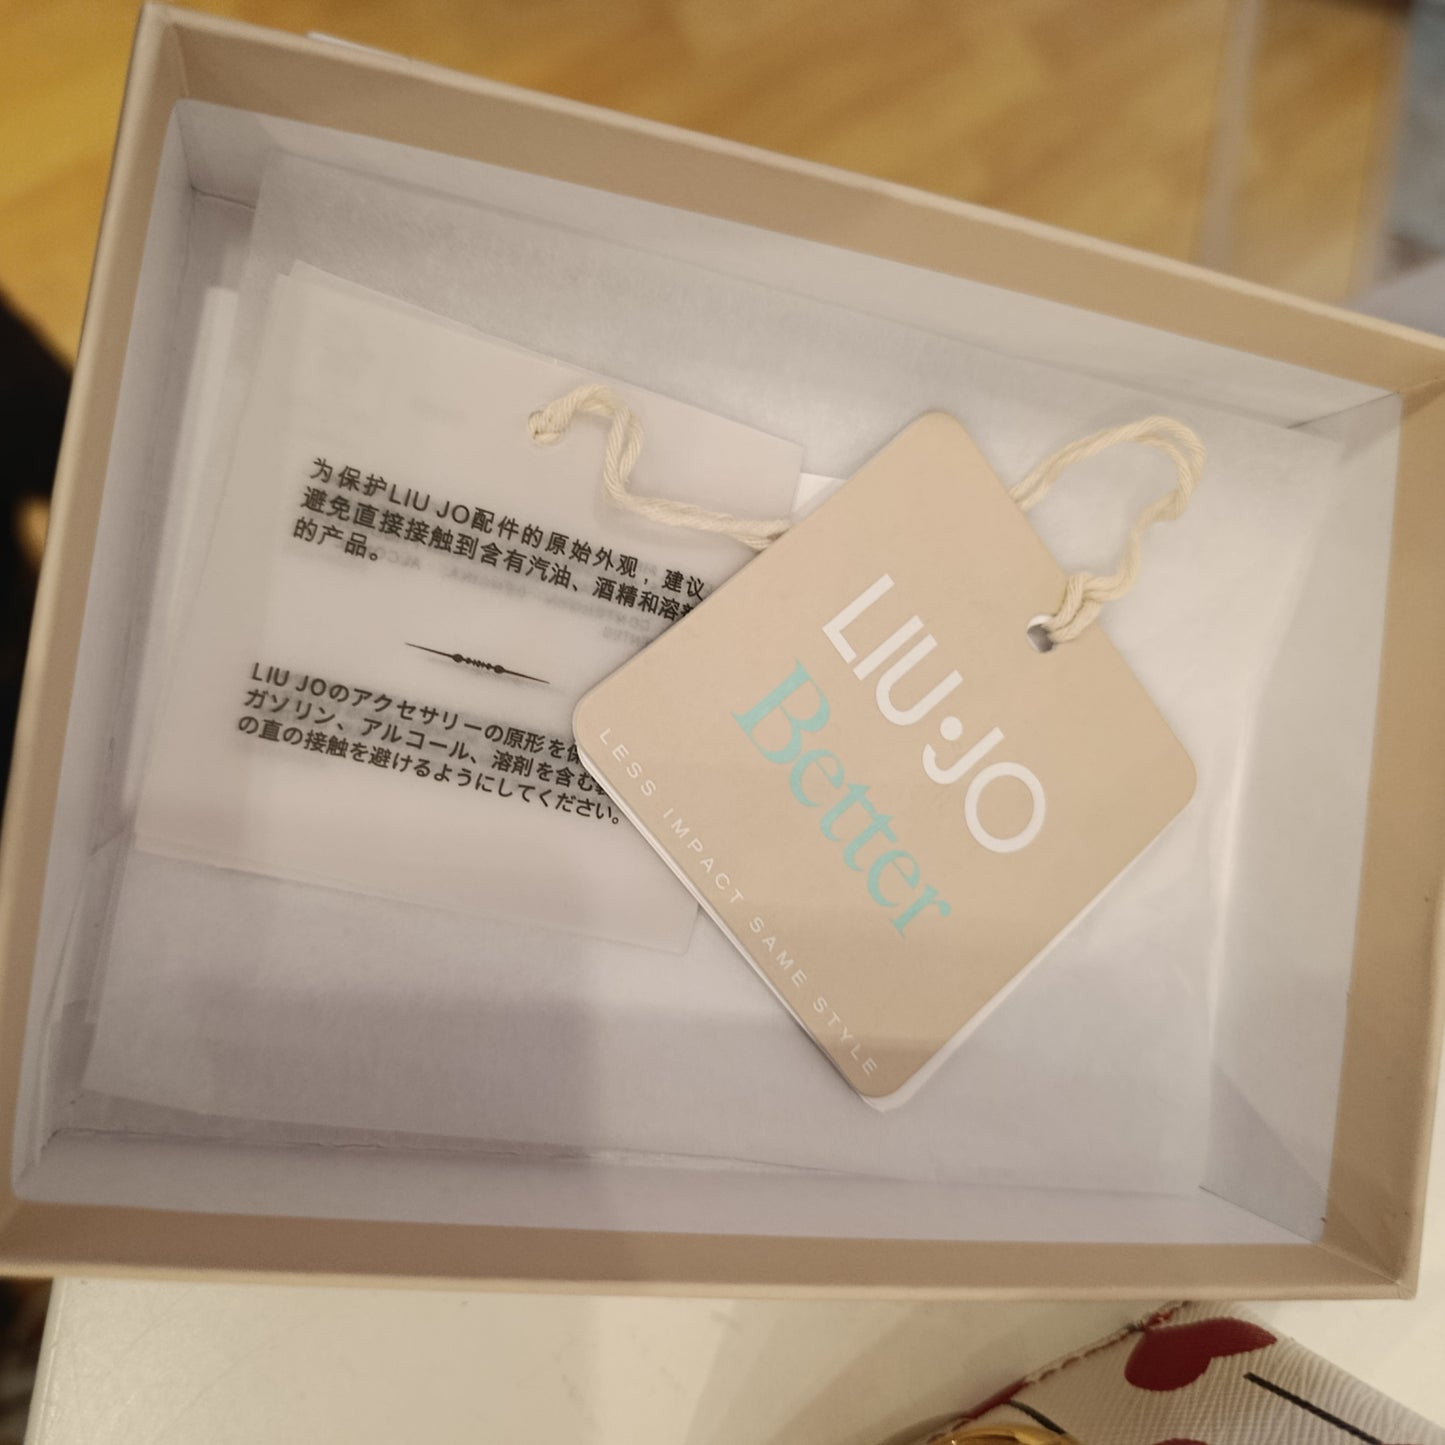 为保护LIU JO配件的原始外观，建议
避免直接接触到含有汽油、酒精和溶
的产品。
LIU JOのアクセサリーの原形を
ガソリン、アルコール、溶剤を含む
の直の接触を避けるようにしてください。
LIU·JO
Better
LESS IMPACT SAME STYLE